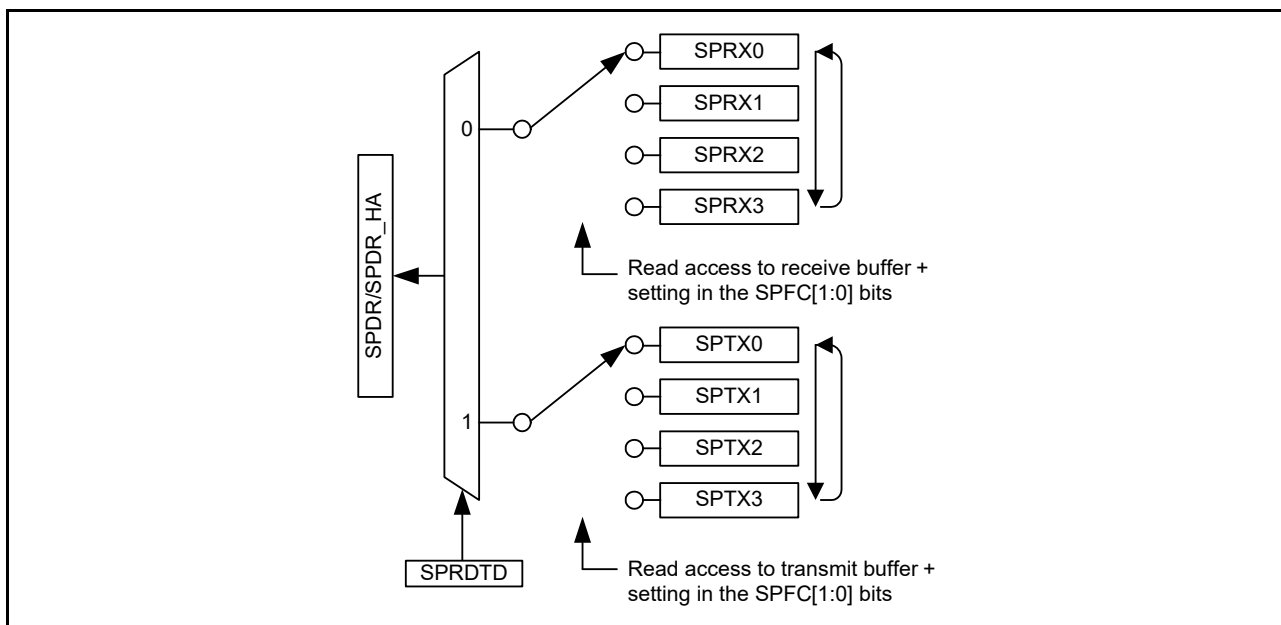 SPRX0
SPRX1
0
SPRX2
SPRX3
SPDR/SPDR_HA
Read access to receive buffer +
setting in the SPFC[1:0] bits
SPTX0
SPTX1
1
SPTX2
SPTX3
SPRDTD
Read access to transmit buffer +
setting in the SPFC[1:0] bits